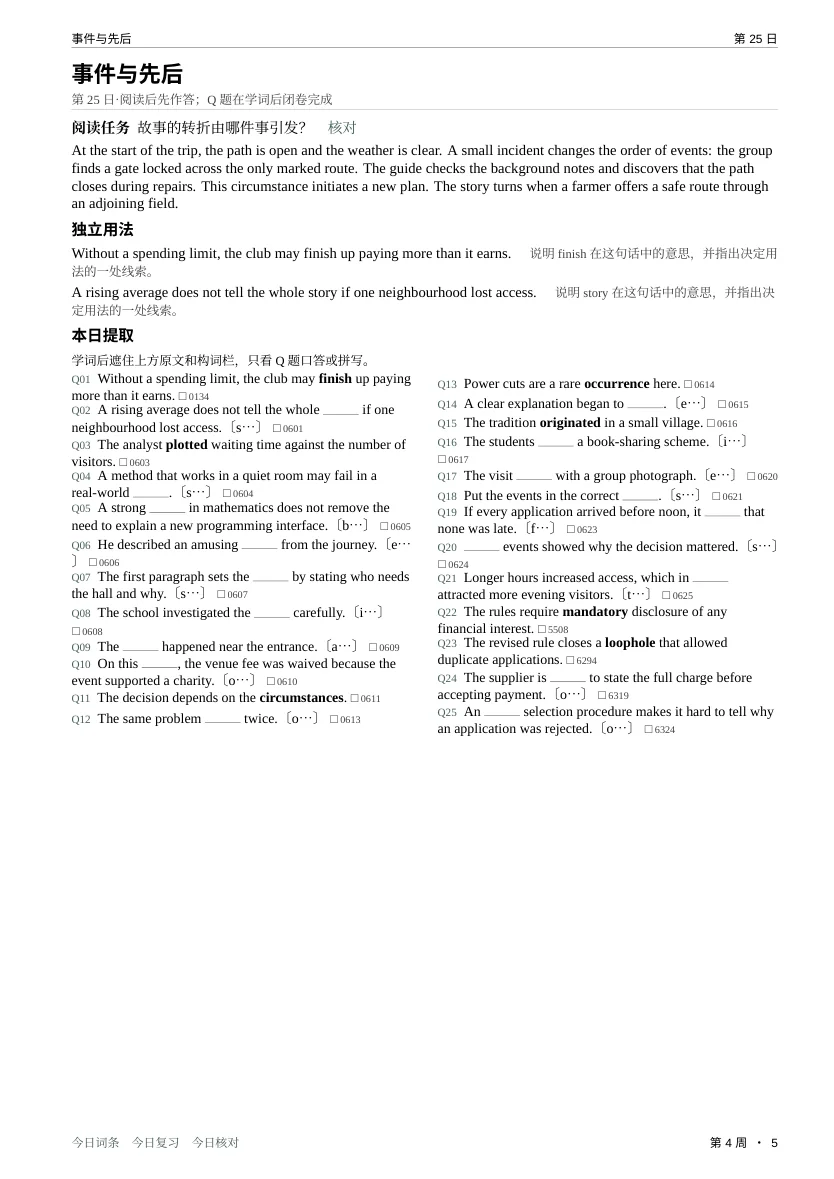 事件与先后 第 25 日
事件与先后
第 25 日·阅读后先作答；Q 题在学词后闭卷完成
阅读任务 故事的转折由哪件事引发？ 核对
At the start of the trip, the path is open and the weather is clear. A small incident changes the order of events: the group
finds a gate locked across the only marked route. The guide checks the background notes and discovers that the path
closes during repairs. This circumstance initiates a new plan. The story turns when a farmer offers a safe route through
an adjoining field.
独立用法
Without a spending limit, the club may finish up paying more than it earns. 说明 finish 在这句话中的意思，并指出决定用
法的一处线索。
A rising average does not tell the whole story if one neighbourhood lost access. 说明 story 在这句话中的意思，并指出决
定用法的一处线索。
本日提取
学词后遮住上方原文和构词栏，只看 Q 题口答或拼写。
Q01 Without a spending limit, the club may finish up paying
more than it earns. □ 0134
Q02 A rising average does not tell the whole _____ if one
neighbourhood lost access.〔s···〕 □ 0601
Q03 The analyst plotted waiting time against the number of
visitors. □ 0603
Q04 A method that works in a quiet room may fail in a
real-world _____.〔s···〕 □ 0604
Q05 A strong _____ in mathematics does not remove the
need to explain a new programming interface.〔b···〕 □ 0605
Q06 He described an amusing _____ from the journey.〔e···
〕 □ 0606
Q07 The first paragraph sets the _____ by stating who needs
the hall and why.〔s···〕 □ 0607
Q08 The school investigated the _____ carefully.〔i···〕
□ 0608
Q09 The _____ happened near the entrance.〔a···〕 □ 0609
Q10 On this _____, the venue fee was waived because the
event supported a charity.〔o···〕 □ 0610
Q11 The decision depends on the circumstances. □ 0611
Q12 The same problem _____ twice.〔o···〕 □ 0613
Q13 Power cuts are a rare occurrence here. □ 0614
Q14 A clear explanation began to _____.〔e···〕 □ 0615
Q15 The tradition originated in a small village. □ 0616
Q16 The students _____ a book-sharing scheme.〔i···〕
□ 0617
Q17 The visit _____ with a group photograph.〔e···〕 □ 0620
Q18 Put the events in the correct _____.〔s···〕 □ 0621
Q19 If every application arrived before noon, it _____ that
none was late.〔f···〕 □ 0623
Q20 _____ events showed why the decision mattered.〔s···〕
□ 0624
Q21 Longer hours increased access, which in _____
attracted more evening visitors.〔t···〕 □ 0625
Q22 The rules require mandatory disclosure of any
financial interest. □ 5508
Q23 The revised rule closes a loophole that allowed
duplicate applications. □ 6294
Q24 The supplier is _____ to state the full charge before
accepting payment.〔o···〕 □ 6319
Q25 An _____ selection procedure makes it hard to tell why
an application was rejected.〔o···〕 □ 6324
今日词条 今日复习 今日核对 第 4 周 · 5